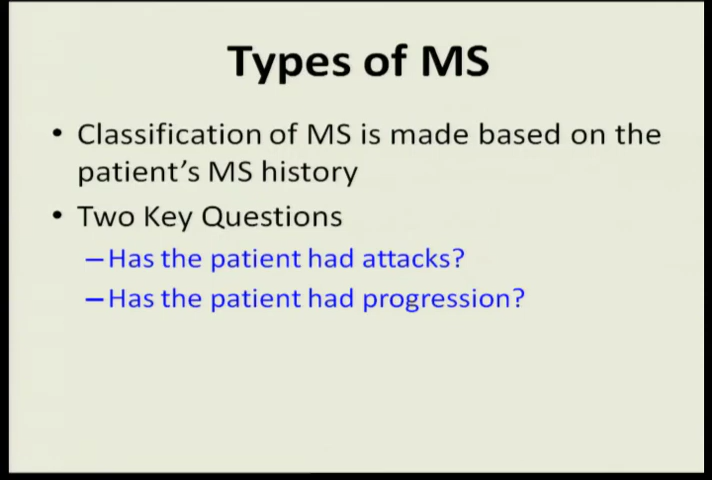 Types of MS
• Classification of MS is made based on the
patient's MS history
• Two Key Questions
–Has the patient had attacks?
–Has the patient had progression?